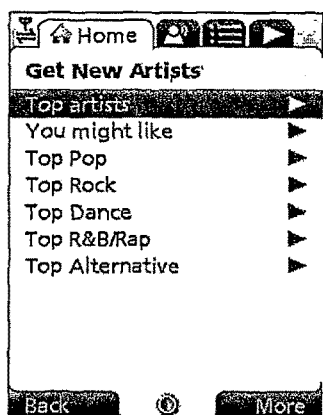 Home
Get New Artists
Top artists
You might like
Top Pop
Top Rock
Top Dance
Top R&B/Rap
Top Alternative
Back More